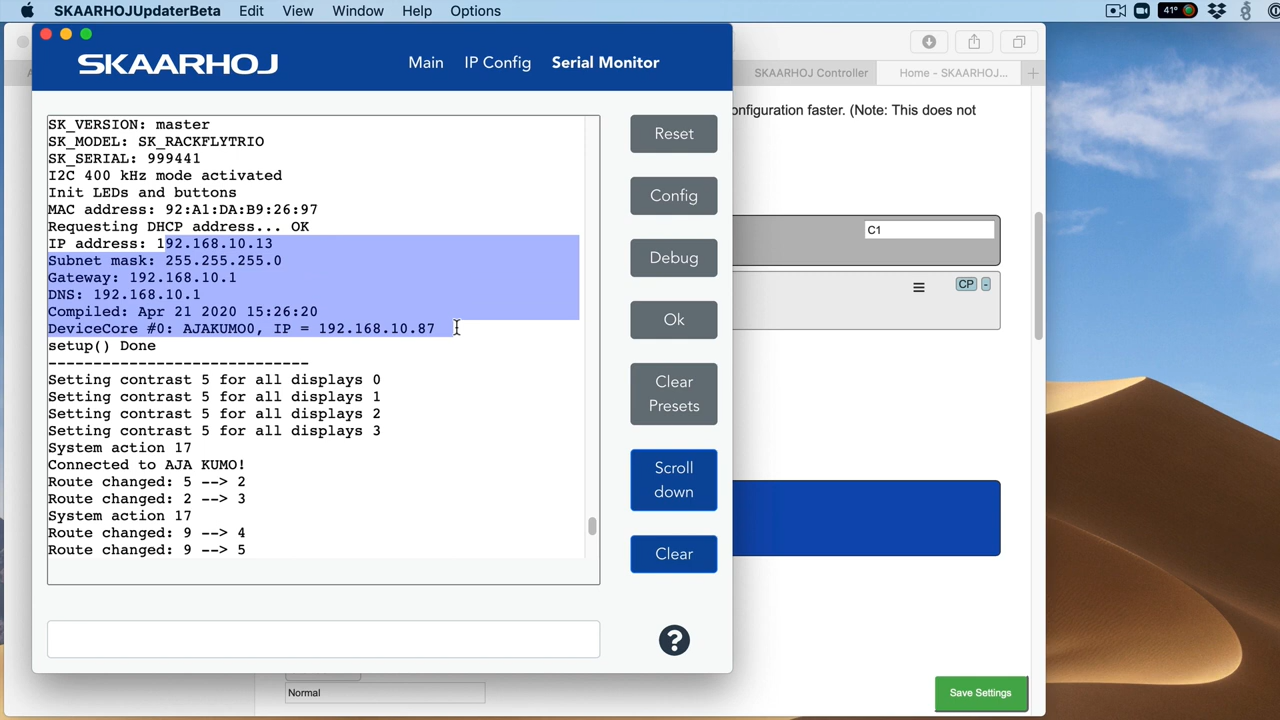 SKAARHOJUpdaterBeta Edit View Window Help Options
41°
SKAARHOJ
Main IP Config Serial Monitor
SKAARHOJ Controller
Home - SKAARHOJ...
onfiguration faster. (Note: This does not
SK_VERSION: master
SK_MODEL: SK_RACKFLYTRIO
SK_SERIAL: 999441
I2C 400 kHz mode activated
Init LEDs and buttons
MAC address: 92:A1:DA:B9:26:97
Requesting DHCP address... OK
IP address: 192.168.10.13
Subnet mask: 255.255.255.0
Gateway: 192.168.10.1
DNS: 192.168.10.1
Compiled: Apr 21 2020 15:26:20
DeviceCore #0: AJAKUMO0, IP = 192.168.10.87
setup() Done
-----------------------------
Setting contrast 5 for all displays 0
Setting contrast 5 for all displays 1
Setting contrast 5 for all displays 2
Setting contrast 5 for all displays 3
System action 17
Connected to AJA KUMO!
Route changed: 5 --> 2
Route changed: 2 --> 3
System action 17
Route changed: 9 --> 4
Route changed: 9 --> 5
Reset
Config
Debug
Ok
Clear
Presets
Scroll
down
Clear
?
C1
CP -
Normal
Save Settings